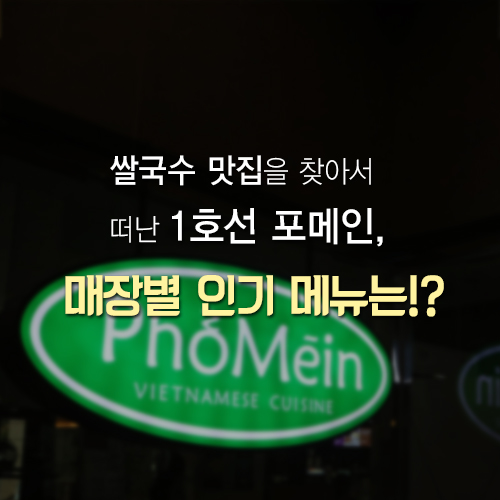 쌀국수 맛집을 찾아서
떠난 1호선 포메인,
매장별 인기 메뉴는!?
PhởMēin
VIETNAMESE CUISINE